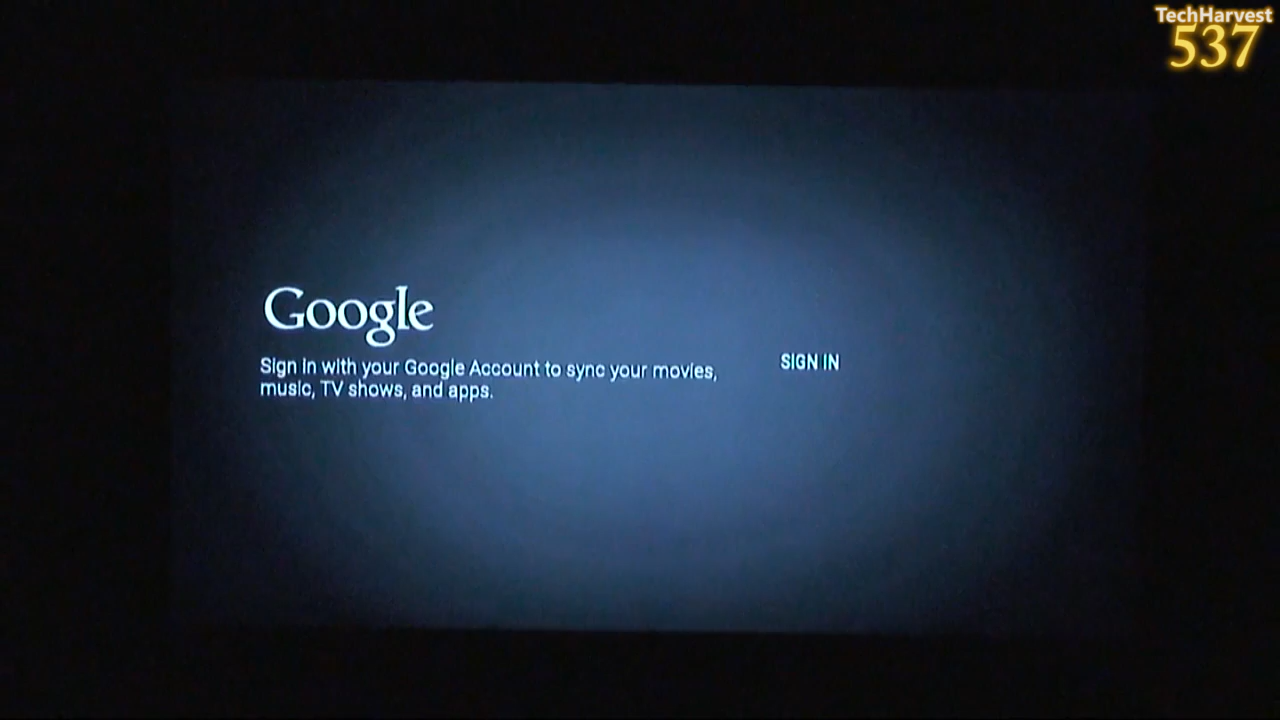 TechHarvest
537
Google
Sign in with your Google Account to sync your movies,
music, TV shows, and apps.
SIGN IN